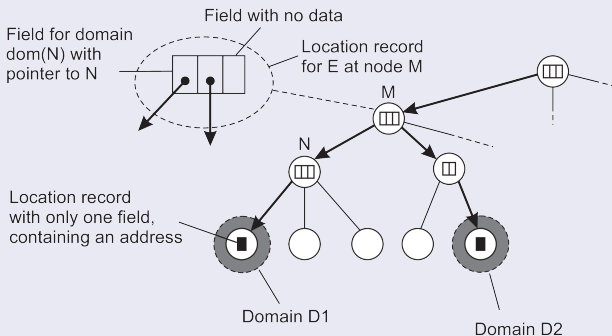 Field with no data
Field for domain
dom(N) with
pointer to N
Location record
for E at node M
M
N
Location record
with only one field,
containing an address
Domain D1
Domain D2